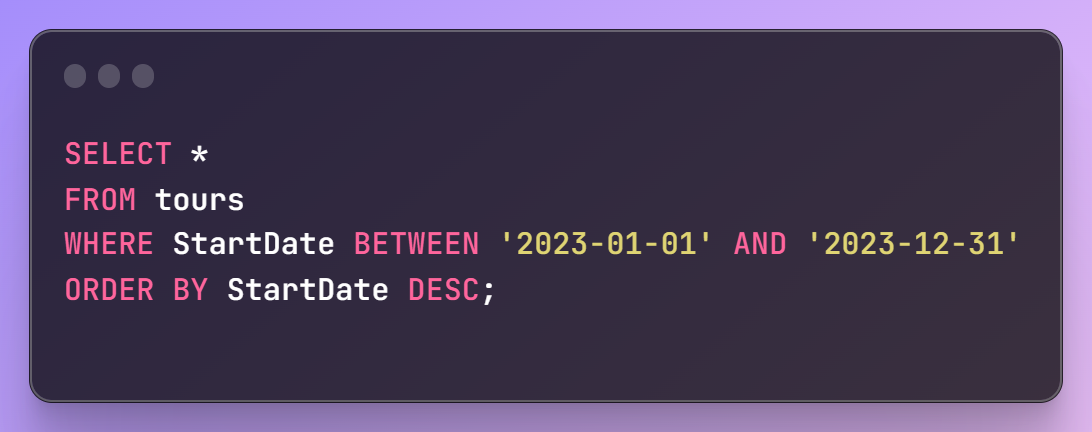 SELECT *
FROM tours
WHERE StartDate BETWEEN '2023-01-01' AND '2023-12-31'
ORDER BY StartDate DESC;